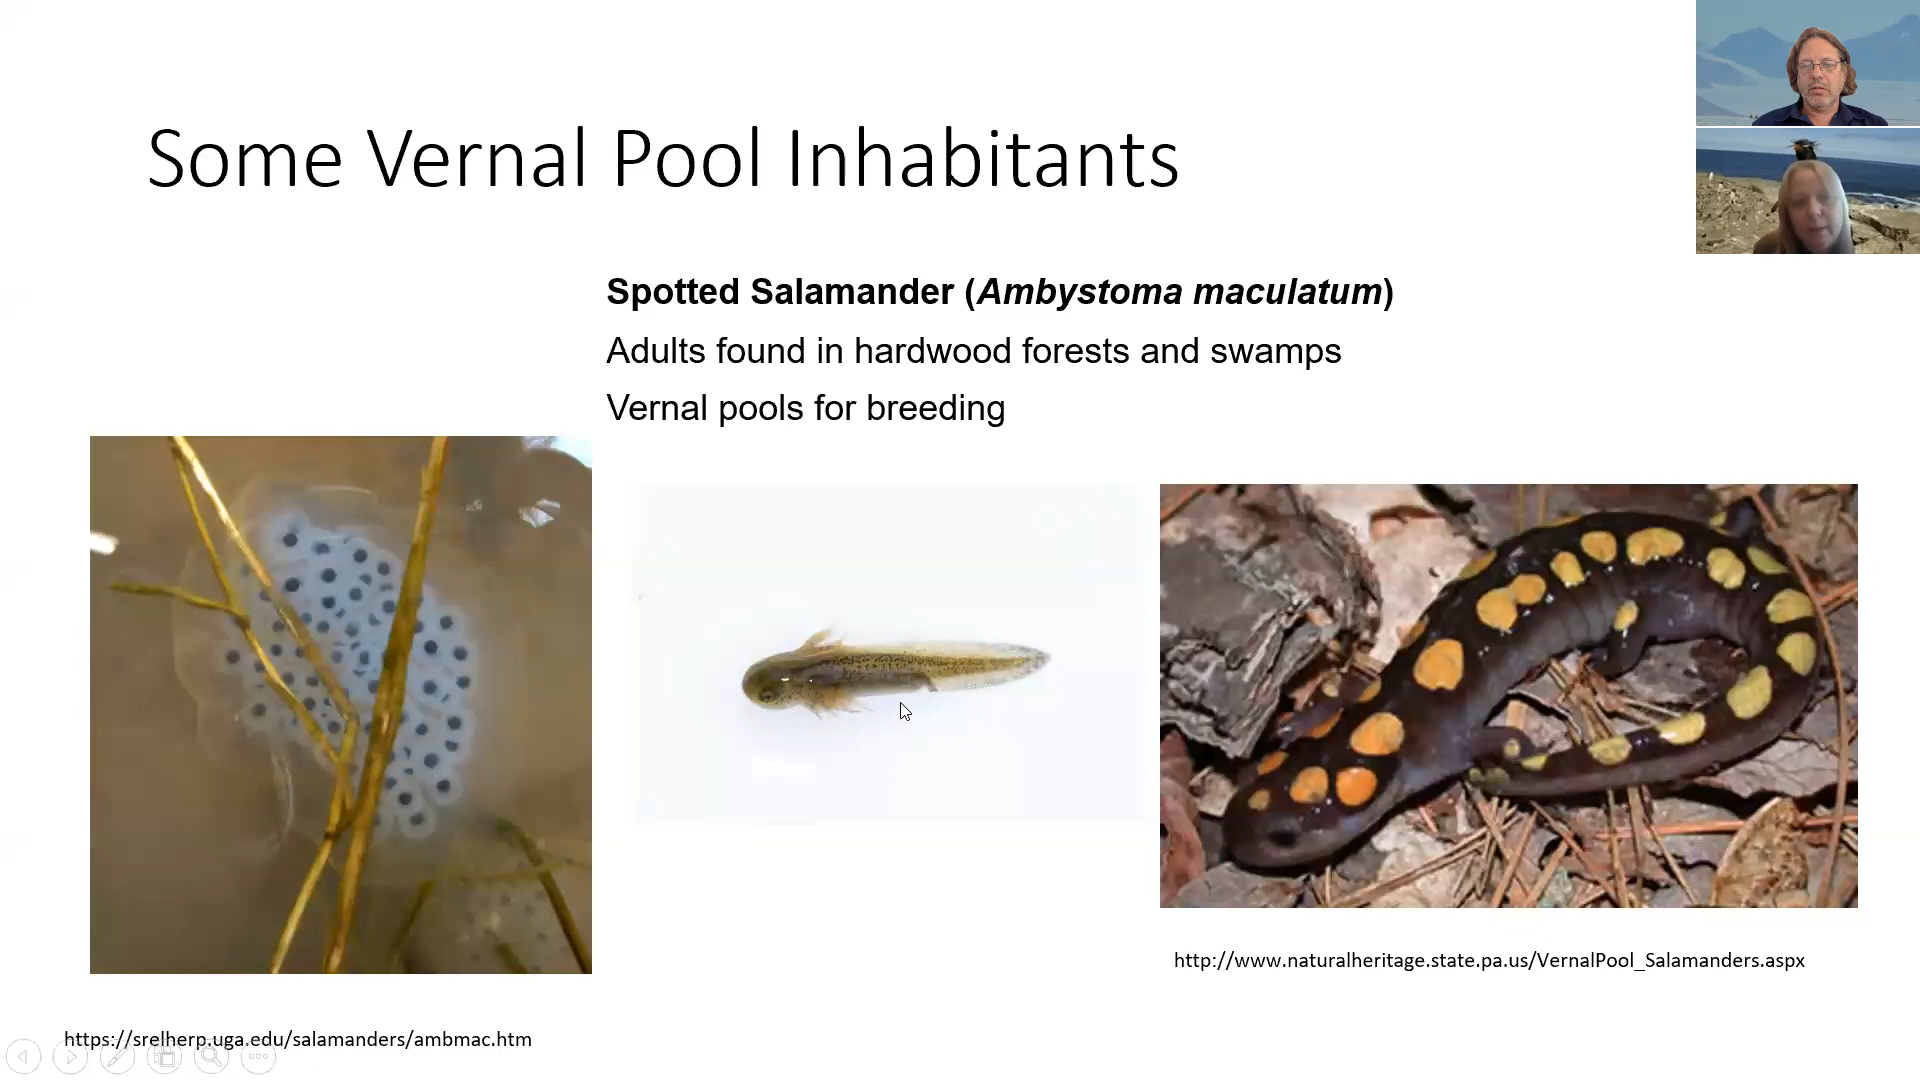 Some Vernal Pool Inhabitants
Spotted Salamander (Ambystoma maculatum)
Adults found in hardwood forests and swamps
Vernal pools for breeding
http://www.naturalheritage.state.pa.us/VernalPool_Salamanders.aspx
https://srelherp.uga.edu/salamanders/ambmac.htm